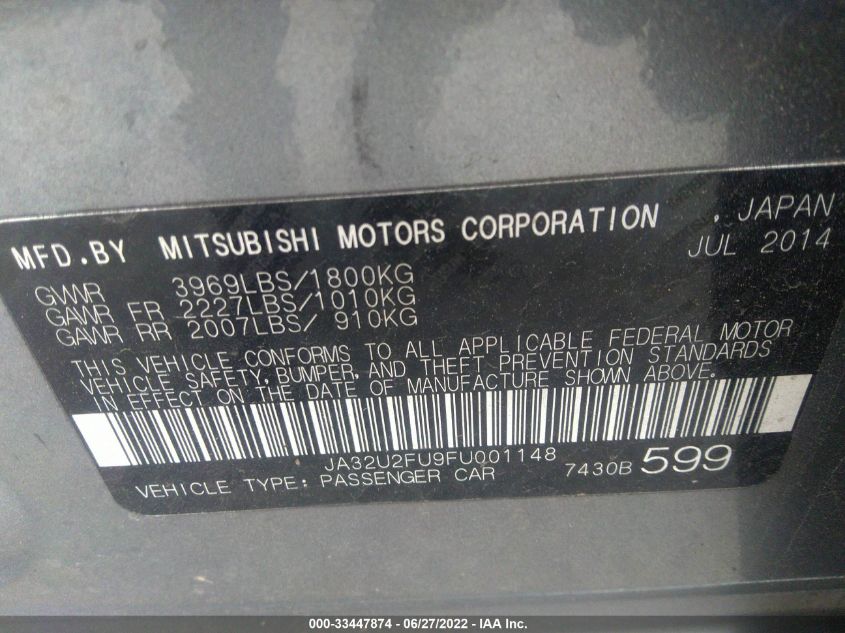 MFD.BY MITSUBISHI MOTORS CORPORATION , JAPAN
JUL 2014
GVWR 3969LBS/1800KG
GAWR FR 2227LBS/1010KG
GAWR RR 2007LBS/ 910KG
THIS VEHICLE CONFORMS TO ALL APPLICABLE FEDERAL MOTOR
VEHICLE SAFETY, BUMPER, AND THEFT PREVENTION STANDARDS
IN EFFECT ON THE DATE OF MANUFACTURE SHOWN ABOVE.
JA32U2FU9FU001148 7430B 599
VEHICLE TYPE: PASSENGER CAR
000-33447874 - 06/27/2022 - IAA Inc.